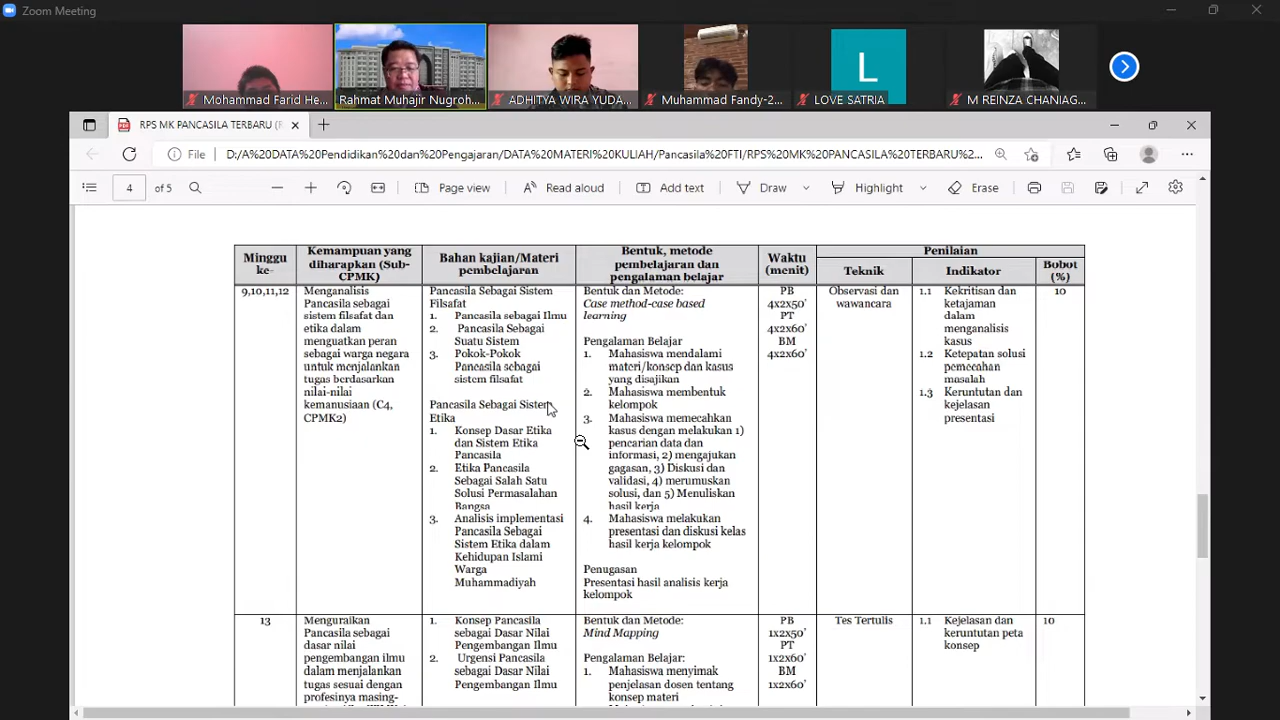 Zoom Meeting
Mohammad Farid He...
Rahmat Muhajir Nugroh...
ADHITYA WIRA YUDA...
Muhammad Fandy-2...
L
LOVE SATRIA
M REINZA CHANIAG...
RPS MK PANCASILA TERBARU (F
File
D:/A%20DATA%20Pendidikan%20dan%20Pengajaran/DATA%20MATERI%20KULIAH/Pancasila%20FTI/RPS%20MK%20PANCASILA%20TERBARU%2...
4 of 5
Page view
Read aloud
Add text
Draw
Highlight
Erase
Minggu
ke-
Kemampuan yang
diharapkan (Sub-
CPMK)
Bahan kajian/Materi
pembelajaran
Bentuk, metode
pembelajaran dan
pengalaman belajar
Waktu
(menit)
Penilaian
Teknik
Indikator
Bobot
(%)
9,10,11,12
Menganalisis
Pancasila sebagai
sistem filsafat dan
etika dalam
menguatkan peran
sebagai warga negara
untuk menjalankan
tugas berdasarkan
nilai-nilai
kemanusiaan (C4,
CPMK2)
Pancasila Sebagai Sistem
Filsafat
1. Pancasila sebagai Ilmu
2. Pancasila Sebagai
Suatu Sistem
3. Pokok-Pokok
Pancasila sebagai
sistem filsafat
Pancasila Sebagai Sistem
Etika
1. Konsep Dasar Etika
dan Sistem Etika
Pancasila
2. Etika Pancasila
Sebagai Salah Satu
Solusi Permasalahan
Bangsa
3. Analisis implementasi
Pancasila Sebagai
Sistem Etika dalam
Kehidupan Islami
Warga
Muhammadiyah
Bentuk dan Metode:
Case method-case based
learning
Pengalaman Belajar
1. Mahasiswa mendalami
materi/konsep dan kasus
yang disajikan
2. Mahasiswa membentuk
kelompok
3. Mahasiswa memecahkan
kasus dengan melakukan 1)
pencarian data dan
informasi, 2) mengajukan
gagasan, 3) Diskusi dan
validasi, 4) merumuskan
solusi, dan 5) Menuliskan
hasil kerja
4. Mahasiswa melakukan
presentasi dan diskusi kelas
hasil kerja kelompok
Penugasan
Presentasi hasil analisis kerja
kelompok
PB
4x2x50'
PT
4x2x60'
BM
4x2x60'
Observasi dan
wawancara
1.1 Kekritisan dan
ketajaman
dalam
menganalisis
kasus
1.2 Ketepatan solusi
pemecahan
masalah
1.3 Keruntutan dan
kejelasan
presentasi
10
13
Menguraikan
Pancasila sebagai
dasar nilai
pengembangan ilmu
dalam menjalankan
tugas sesuai dengan
profesinya masing-
1. Konsep Pancasila
sebagai Dasar Nilai
Pengembangan Ilmu
2. Urgensi Pancasila
sebagai Dasar Nilai
Pengembangan Ilmu
Bentuk dan Metode:
Mind Mapping
Pengalaman Belajar:
1. Mahasiswa menyimak
penjelasan dosen tentang
konsep materi
PB
1x2x50'
PT
1x2x60'
BM
1x2x60'
Tes Tertulis
1.1 Kejelasan dan
keruntutan peta
konsep
10